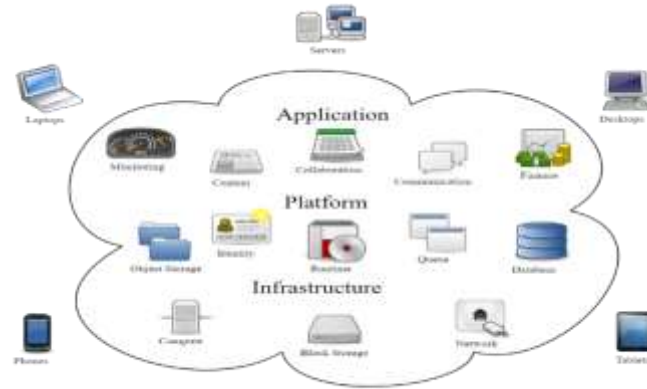 Servers
Laptops
Desktops
Application
Monitoring
Content
Collaboration
Communication
Finance
Platform
Object Storage
Identity
Runtime
Queue
Database
Infrastructure
Compute
Block Storage
Network
Phones
Tablets